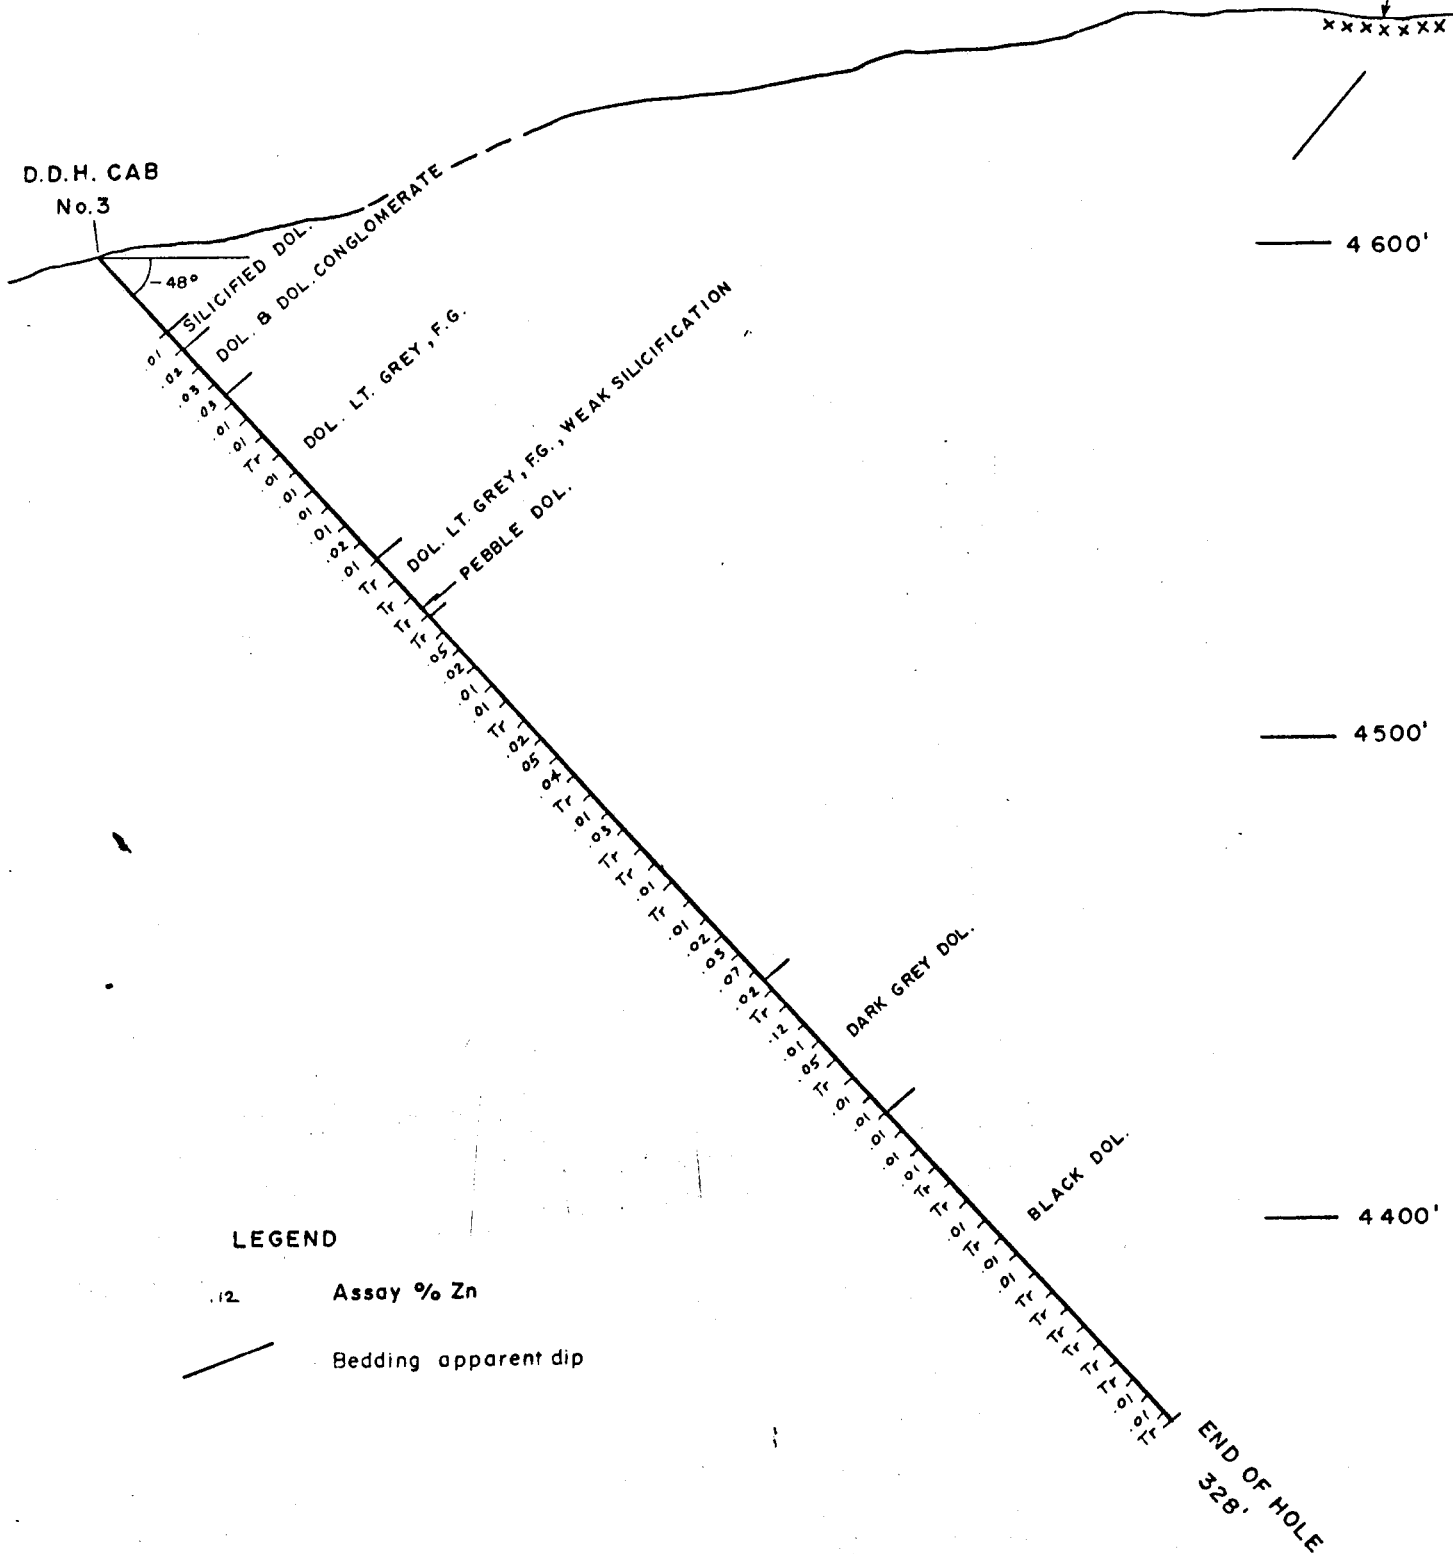 x x x x x x x
D.D.H. CAB
No.3
4600'
48°
SILICIFIED DOL.
DOL. & DOL. CONGLOMERATE
DOL. LT. GREY, F.G.
DOL. LT. GREY, F.G., WEAK SILICIFICATION
PEBBLE DOL.
4500'
DARK GREY DOL.
BLACK DOL.
4400'
.01
.02
.03
.03
.01
.01
Tr
.01
.01
.01
.01
.02
.01
Tr
Tr
Tr
Tr
.05
.02
.01
.01
Tr
.02
.05
.04
Tr
.01
.03
Tr
Tr
.01
Tr
.01
.02
.03
.07
.02
Tr
.12
.01
.05
Tr
.01
.01
.01
.01
.01
Tr
Tr
.01
Tr
.01
.01
Tr
Tr
Tr
Tr
Tr
Tr
.01
.01
Tr
END OF HOLE
328'
LEGEND
.12 Assay % Zn
Bedding apparent dip